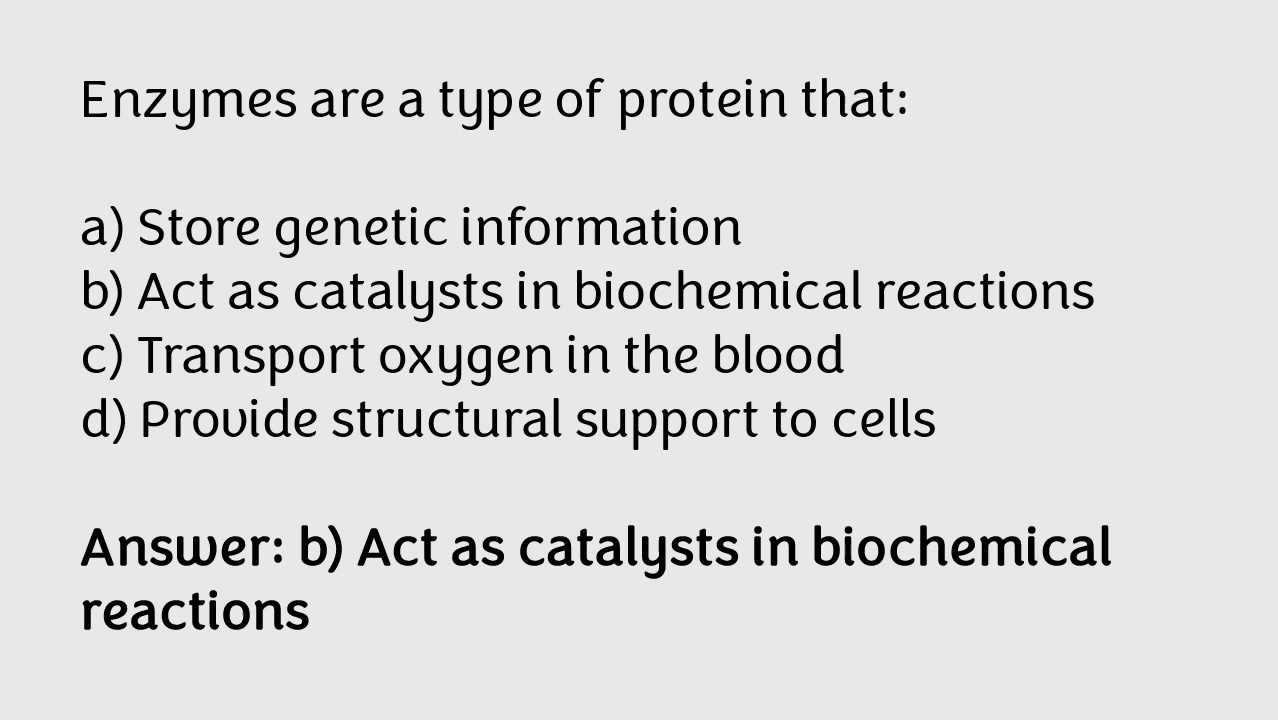 Enzymes are a type of protein that:
a) Store genetic information
b) Act as catalysts in biochemical reactions
c) Transport oxygen in the blood
d) Provide structural support to cells
Answer: b) Act as catalysts in biochemical
reactions